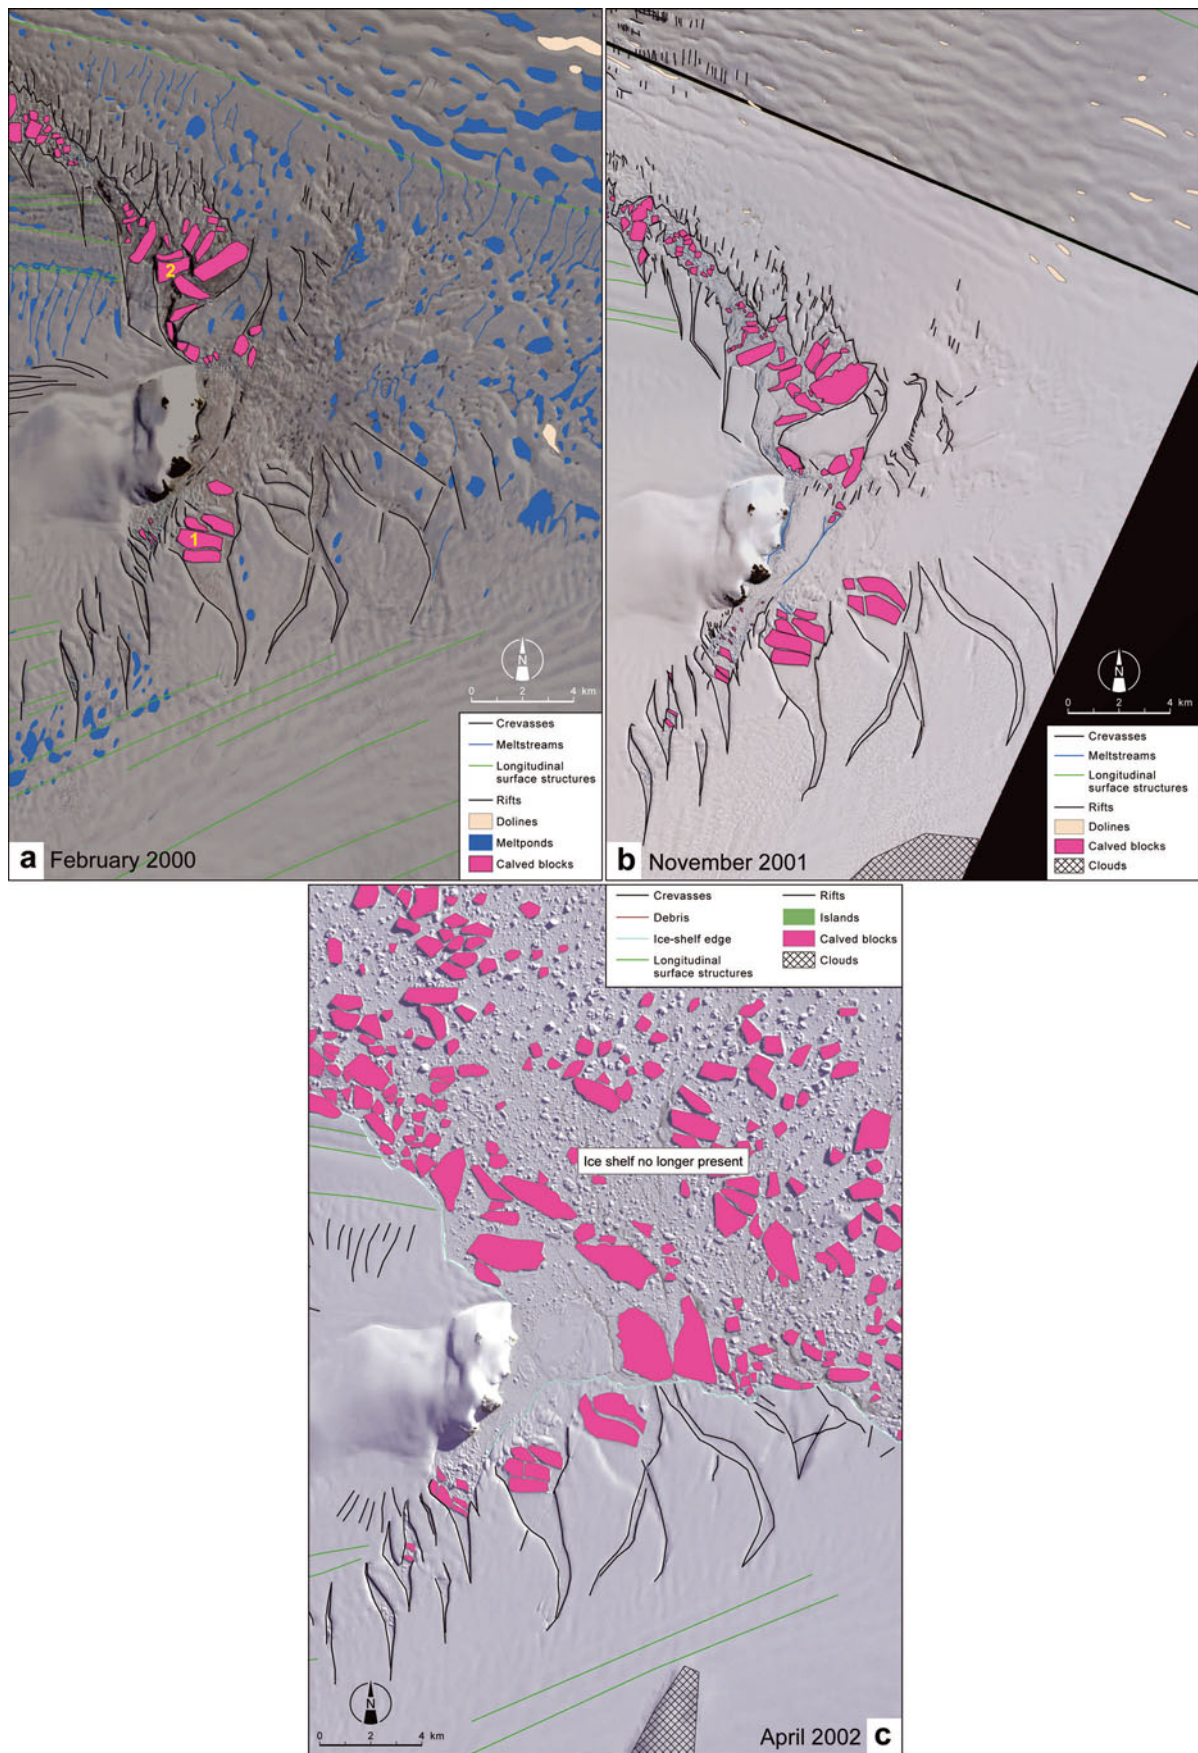 2
1
N
0 2 4 km
Crevasses
Meltstreams
Longitudinal
surface structures
Rifts
Dolines
Meltponds
Calved blocks
a February 2000
N
0 2 4 km
Crevasses
Meltstreams
Longitudinal
surface structures
Rifts
Dolines
Calved blocks
Clouds
b November 2001
Crevasses
Debris
Ice-shelf edge
Longitudinal
surface structures
Rifts
Islands
Calved blocks
Clouds
Ice shelf no longer present
N
0 2 4 km
April 2002 c